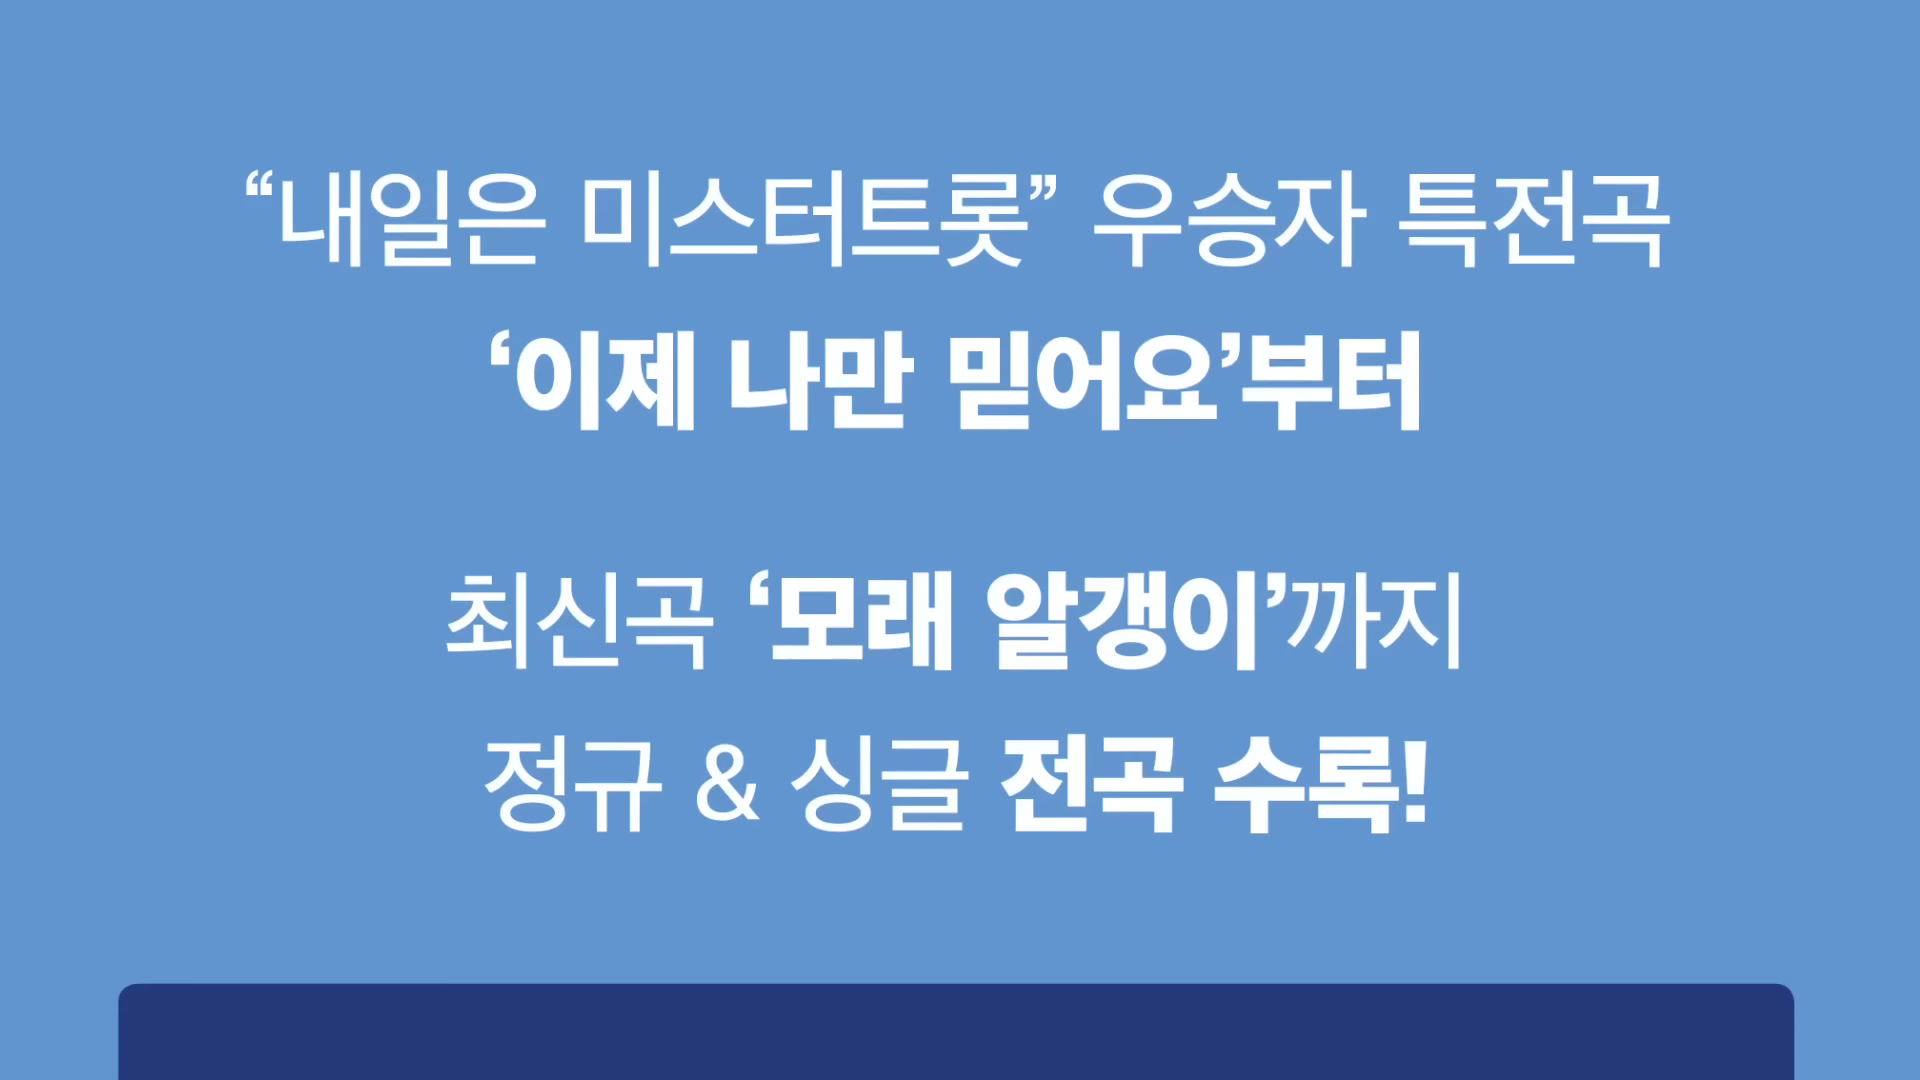 “내일은 미스터트롯” 우승자 특전곡
‘이제 나만 믿어요’부터
최신곡 ‘모래 알갱이’까지
정규 & 싱글 전곡 수록!